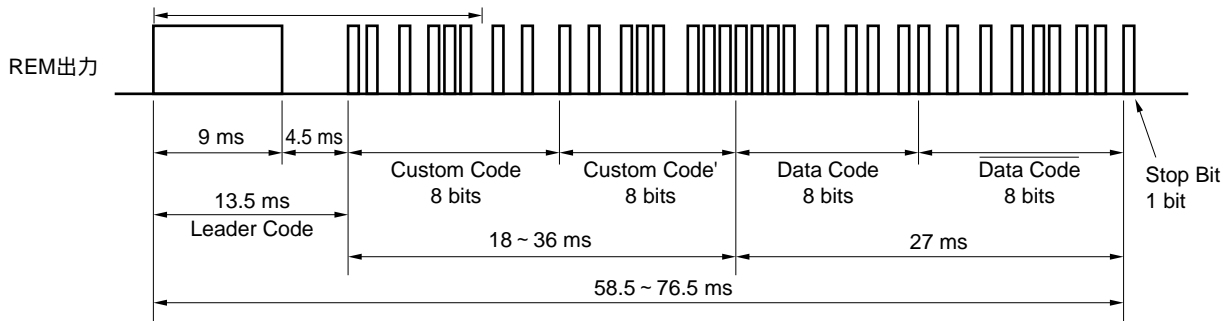 REM出力
9 ms
4.5 ms
Custom Code
8 bits
Custom Code'
8 bits
Data Code
8 bits
Data Code
8 bits
Stop Bit
1 bit
13.5 ms
Leader Code
18 ~ 36 ms
27 ms
58.5 ~ 76.5 ms